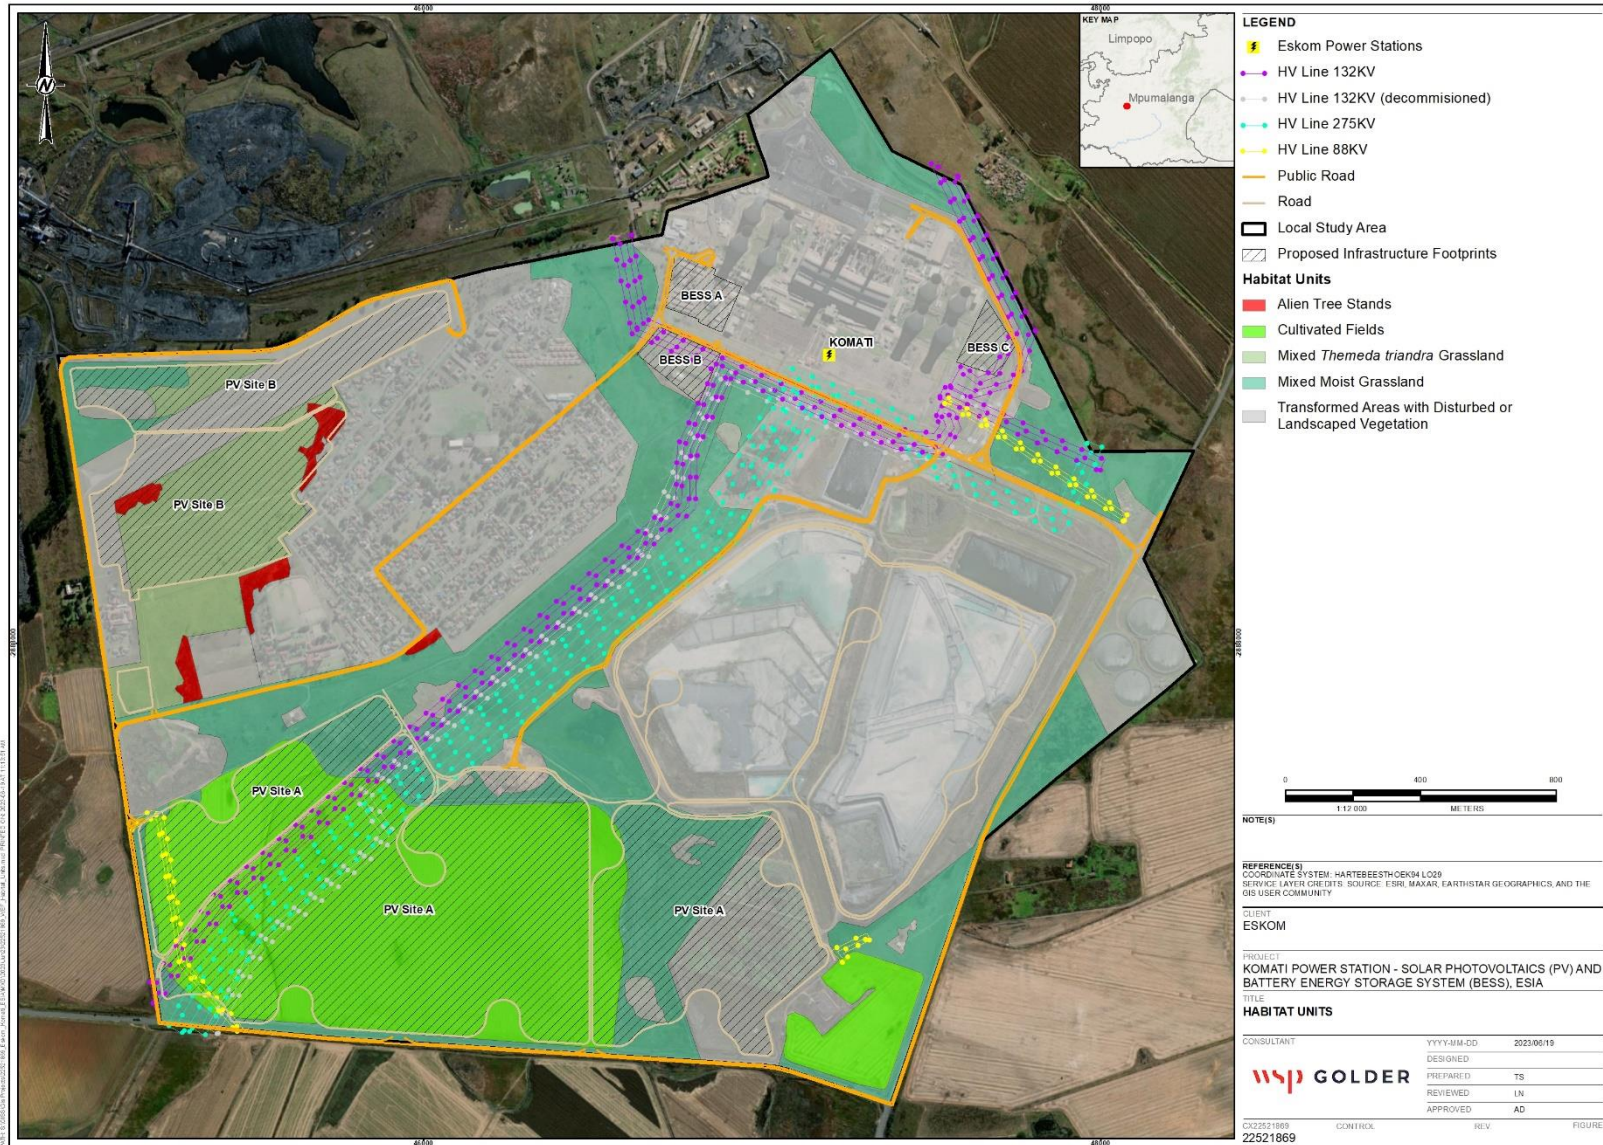 46000
48000
KEY MAP
Limpopo
Mpumalanga
N
BESS A
KOMATI
BESS B
BESS C
PV Site B
PV Site B
PV Site A
PV Site A
PV Site A
46000
48000
LEGEND
Eskom Power Stations
HV Line 132KV
HV Line 132KV (decommisioned)
HV Line 275KV
HV Line 88KV
Public Road
Road
Local Study Area
Proposed Infrastructure Footprints
Habitat Units
Alien Tree Stands
Cultivated Fields
Mixed Themeda triandra Grassland
Mixed Moist Grassland
Transformed Areas with Disturbed or
Landscaped Vegetation
0 400 800
1:12 000 METERS
NOTE(S)
REFERENCE(S)
COORDINATE SYSTEM: HARTEBEESTHOEK94 LO29
SERVICE LAYER CREDITS: SOURCE: ESRI, MAXAR, EARTHSTAR GEOGRAPHICS, AND THE
GIS USER COMMUNITY
CLIENT
ESKOM
PROJECT
KOMATI POWER STATION - SOLAR PHOTOVOLTAICS (PV) AND
BATTERY ENERGY STORAGE SYSTEM (BESS), ESIA
TITLE
HABITAT UNITS
CONSULTANT
wsp GOLDER
YYYY-MM-DD 2023/06/19
DESIGNED
PREPARED TS
REVIEWED LN
APPROVED AD
CX22521869 CONTROL REV. FIGURE
22521869